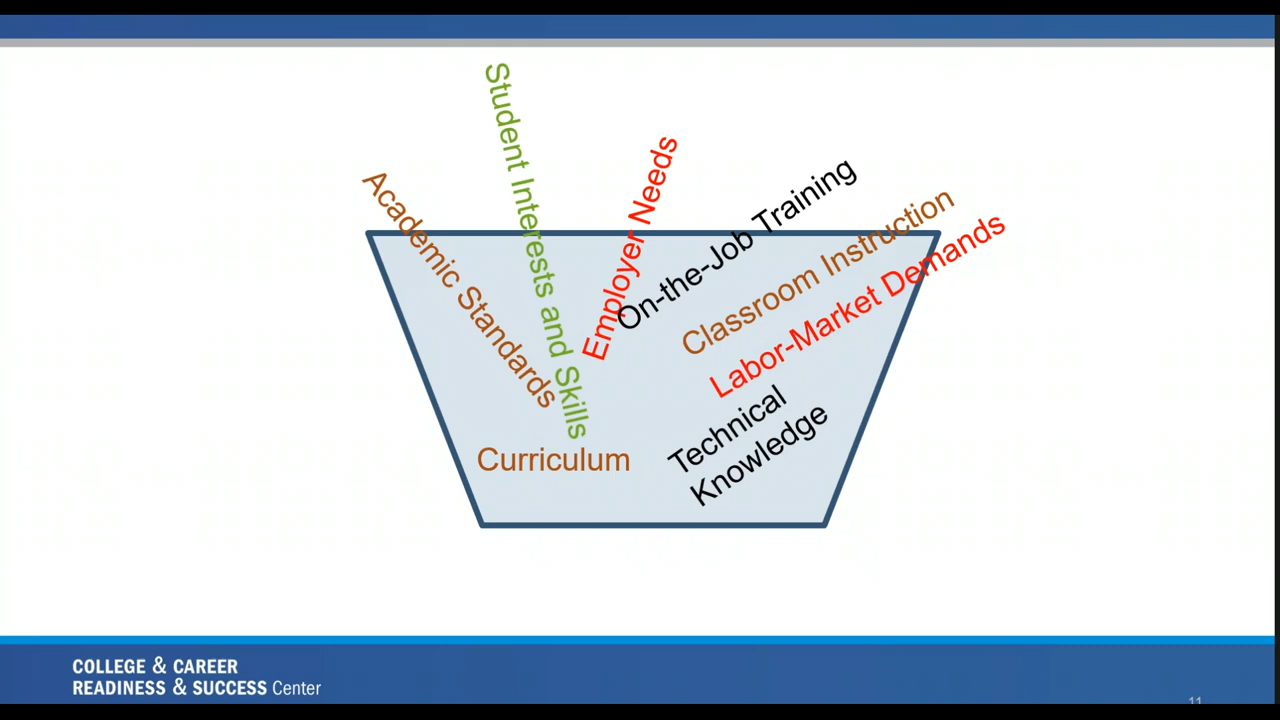 Student Interests and Skills
Academic Standards
Employer Needs
On-the-Job Training
Classroom Instruction
Labor-Market Demands
Technical
Knowledge
Curriculum
COLLEGE & CAREER
READINESS & SUCCESS Center
11